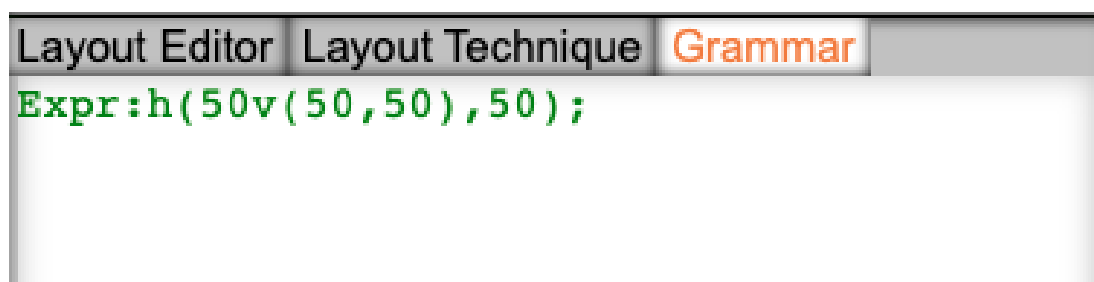 Layout Editor Layout Technique Grammar
Expr:h(50v(50,50),50);